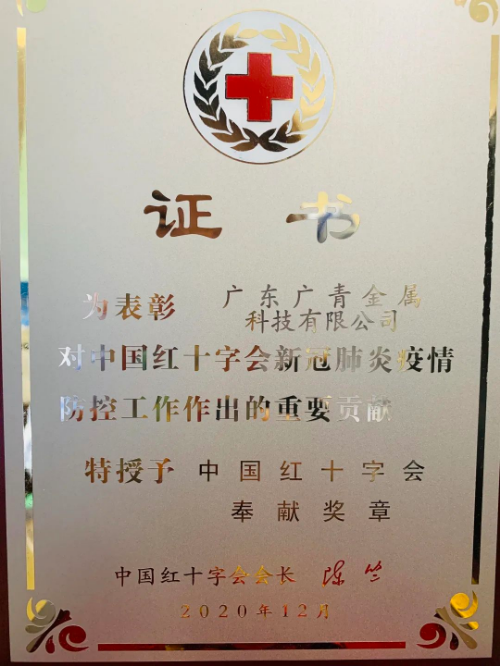 证书
为表彰 广东广青金属
科技有限公司
对中国红十字会新冠肺炎疫情
防控工作作出的重要贡献
特授予 中国红十字会
奉献奖章
中国红十字会会长 陈竺
2020年12月